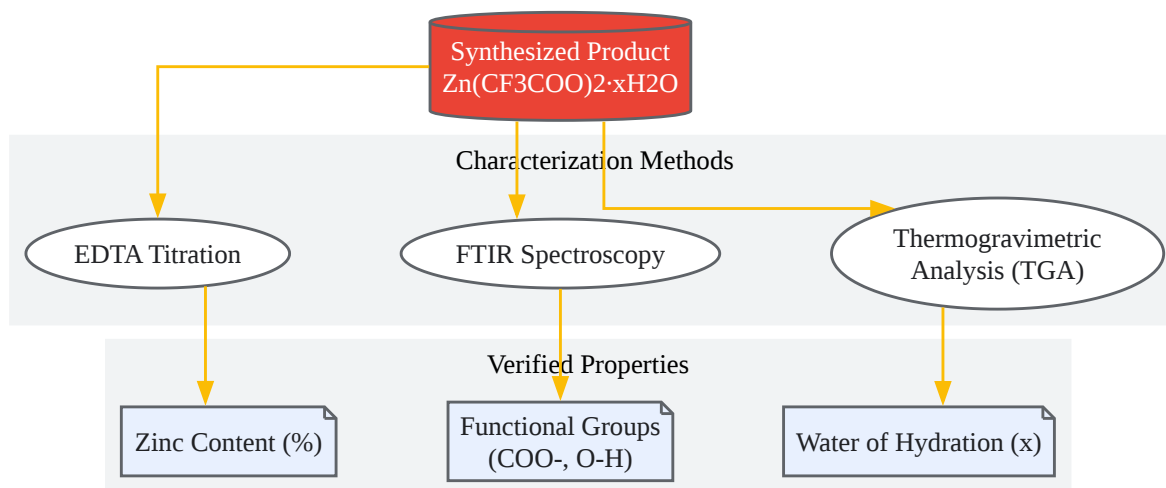 Synthesized Product
Zn(CF3COO)2·xH2O
Characterization Methods
EDTA Titration
FTIR Spectroscopy
Thermogravimetric
Analysis (TGA)
Verified Properties
Zinc Content (%)
Functional Groups
(COO-, O-H)
Water of Hydration (x)